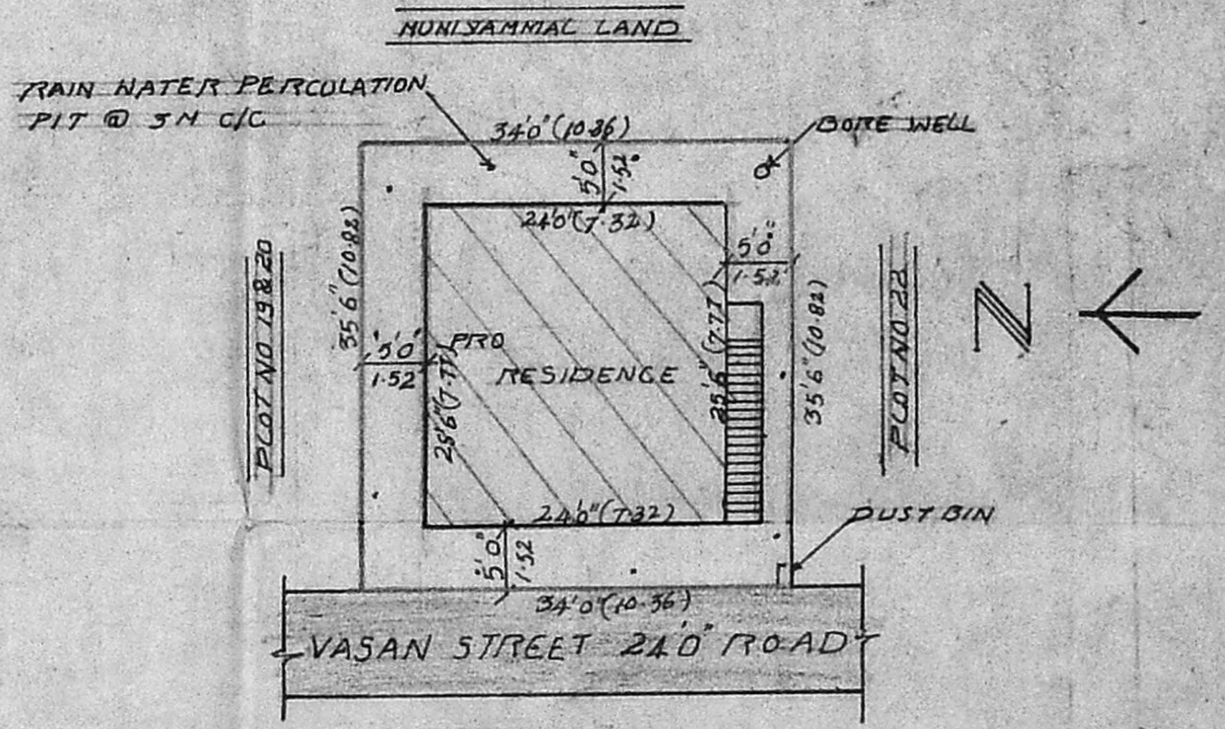 MUNIYAMMAL LAND
RAIN WATER PERCULATION
PIT @ 3M C/C
34'0" (10.36)
BORE WELL
5'0"
1.52
24'0" (7.32)
5'0"
1.52
35'6" (10.82)
PLOT NO 19 & 20
5'0"
1.52
PRO
RESIDENCE
25'6" (7.77)
25'6" (7.77)
35'6" (10.82)
PLOT NO. 22
N
24'0" (7.32)
DUST BIN
5'0"
1.52
34'0" (10.36)
VASAN STREET 24'0" ROAD